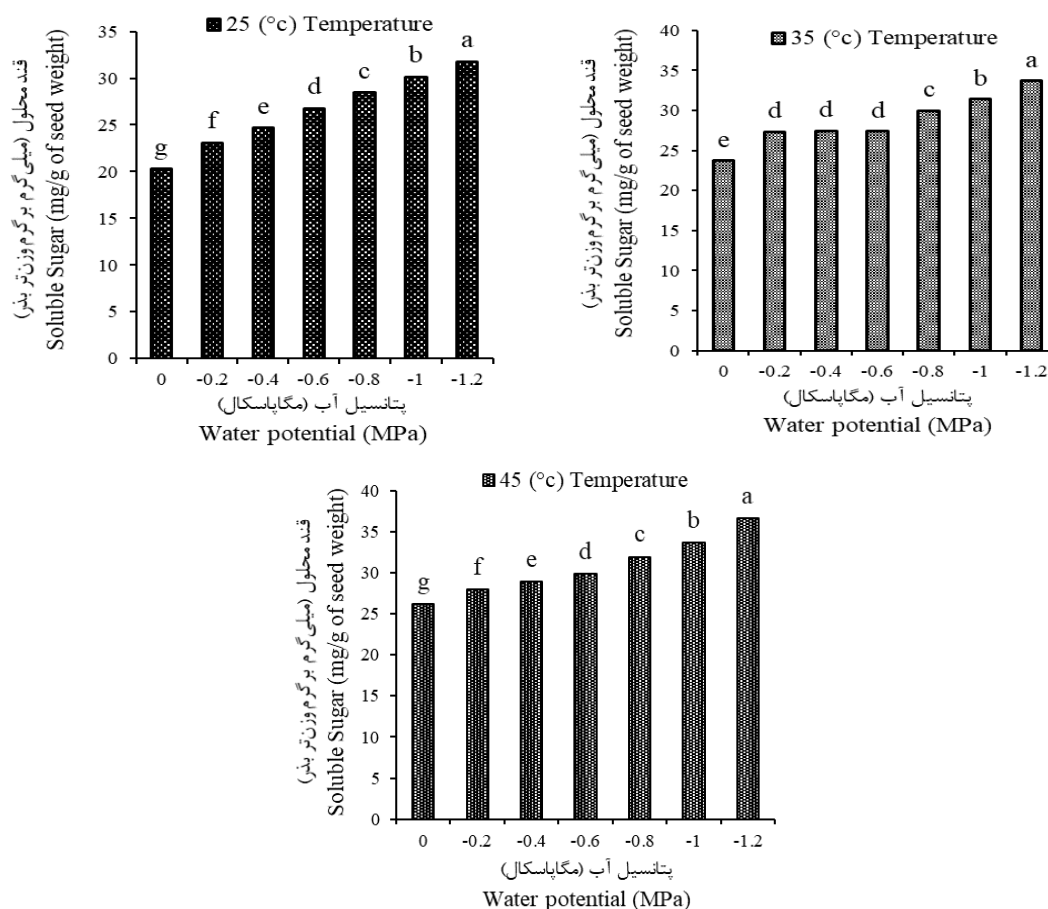 25 (°c) Temperature
قند محلول (میلی گرم بر گرم وزن تر بذر)
Soluble Sugar (mg/g of seed weight)
35
30
25
20
15
10
5
0
g
f
e
d
c
b
a
0 -0.2 -0.4 -0.6 -0.8 -1 -1.2
پتانسیل آب (مگاپاسکال)
Water potential (MPa)
35 (°c) Temperature
قند محلول (میلی گرم بر گرم وزن تر بذر)
Soluble Sugar (mg/g of seed weight)
40
35
30
25
20
15
10
5
0
e
d
d
d
c
b
a
0 -0.2 -0.4 -0.6 -0.8 -1 -1.2
پتانسیل آب (مگاپاسکال)
Water potential (MPa)
45 (°c) Temperature
قند محلول (میلی گرم بر گرم وزن تر بذر)
Soluble Sugar (mg/g of seed weight)
40
35
30
25
20
15
10
5
0
g
f
e
d
c
b
a
0 -0.2 -0.4 -0.6 -0.8 -1 -1.2
پتانسیل آب (مگاپاسکال)
Water potential (MPa)